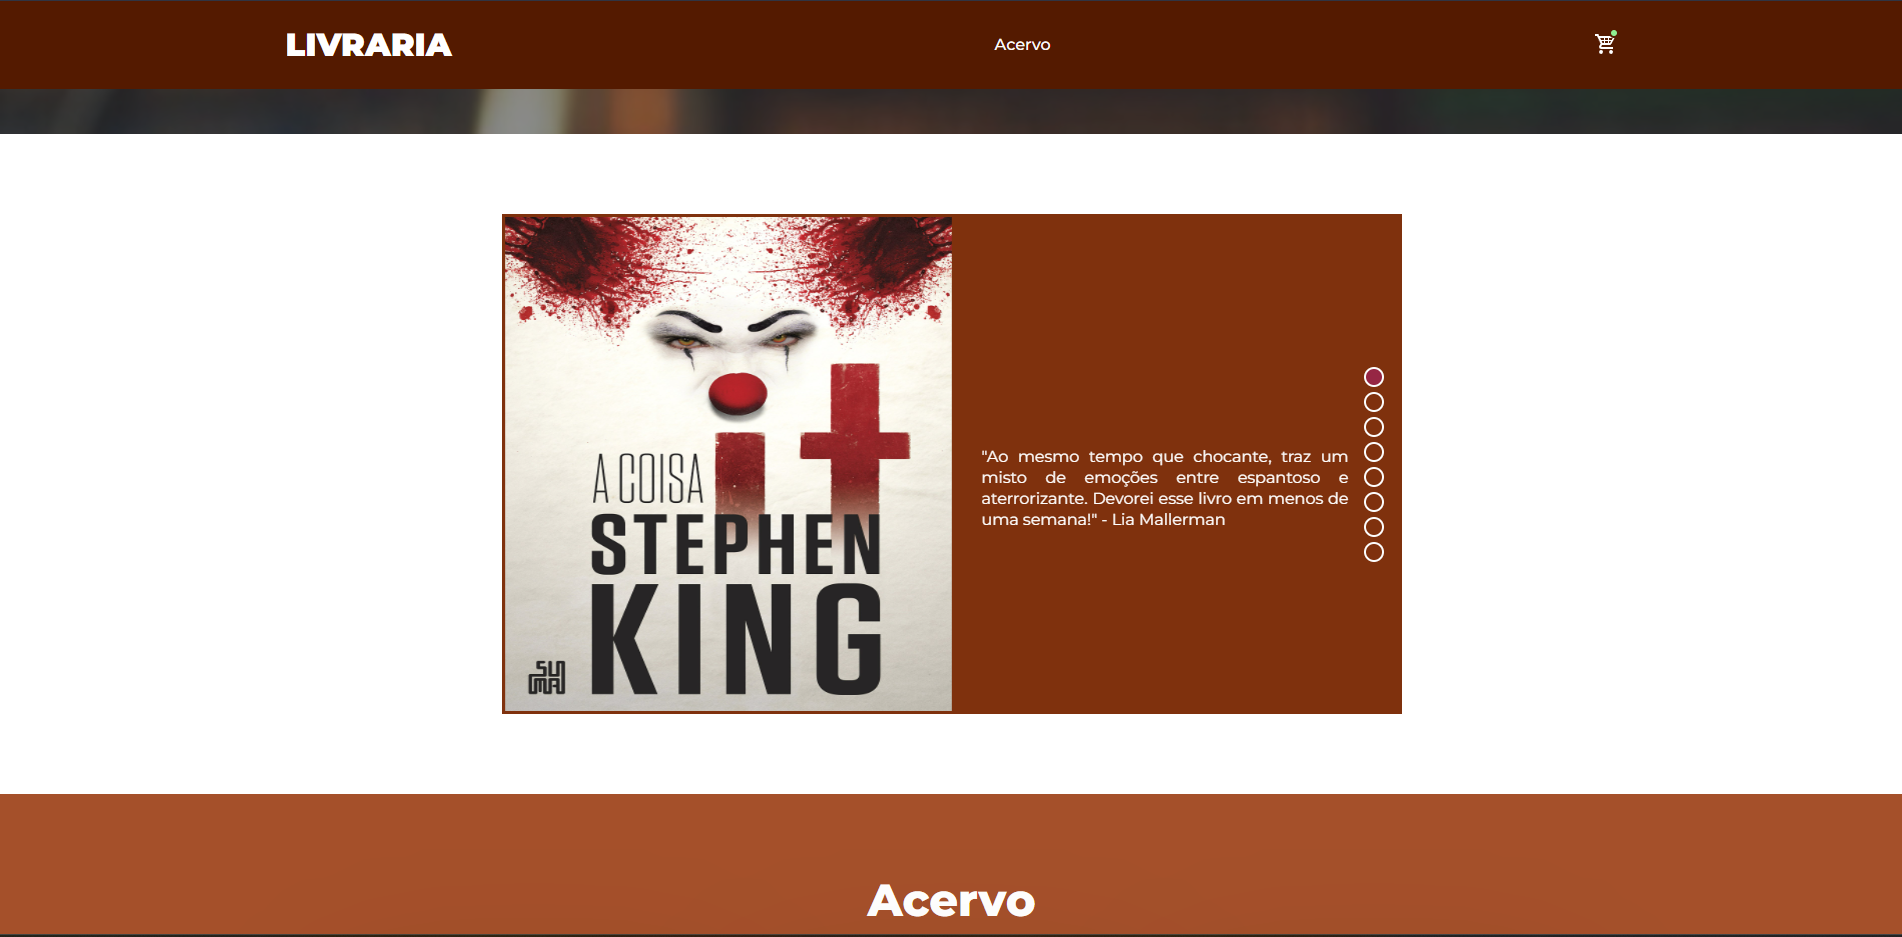 LIVRARIA
Acervo
A COISA
it
STEPHEN
KING
SUMA
"Ao mesmo tempo que chocante, traz um
misto de emoções entre espantoso e
aterrorizante. Devorei esse livro em menos de
uma semana!" - Lia Mallerman
Acervo